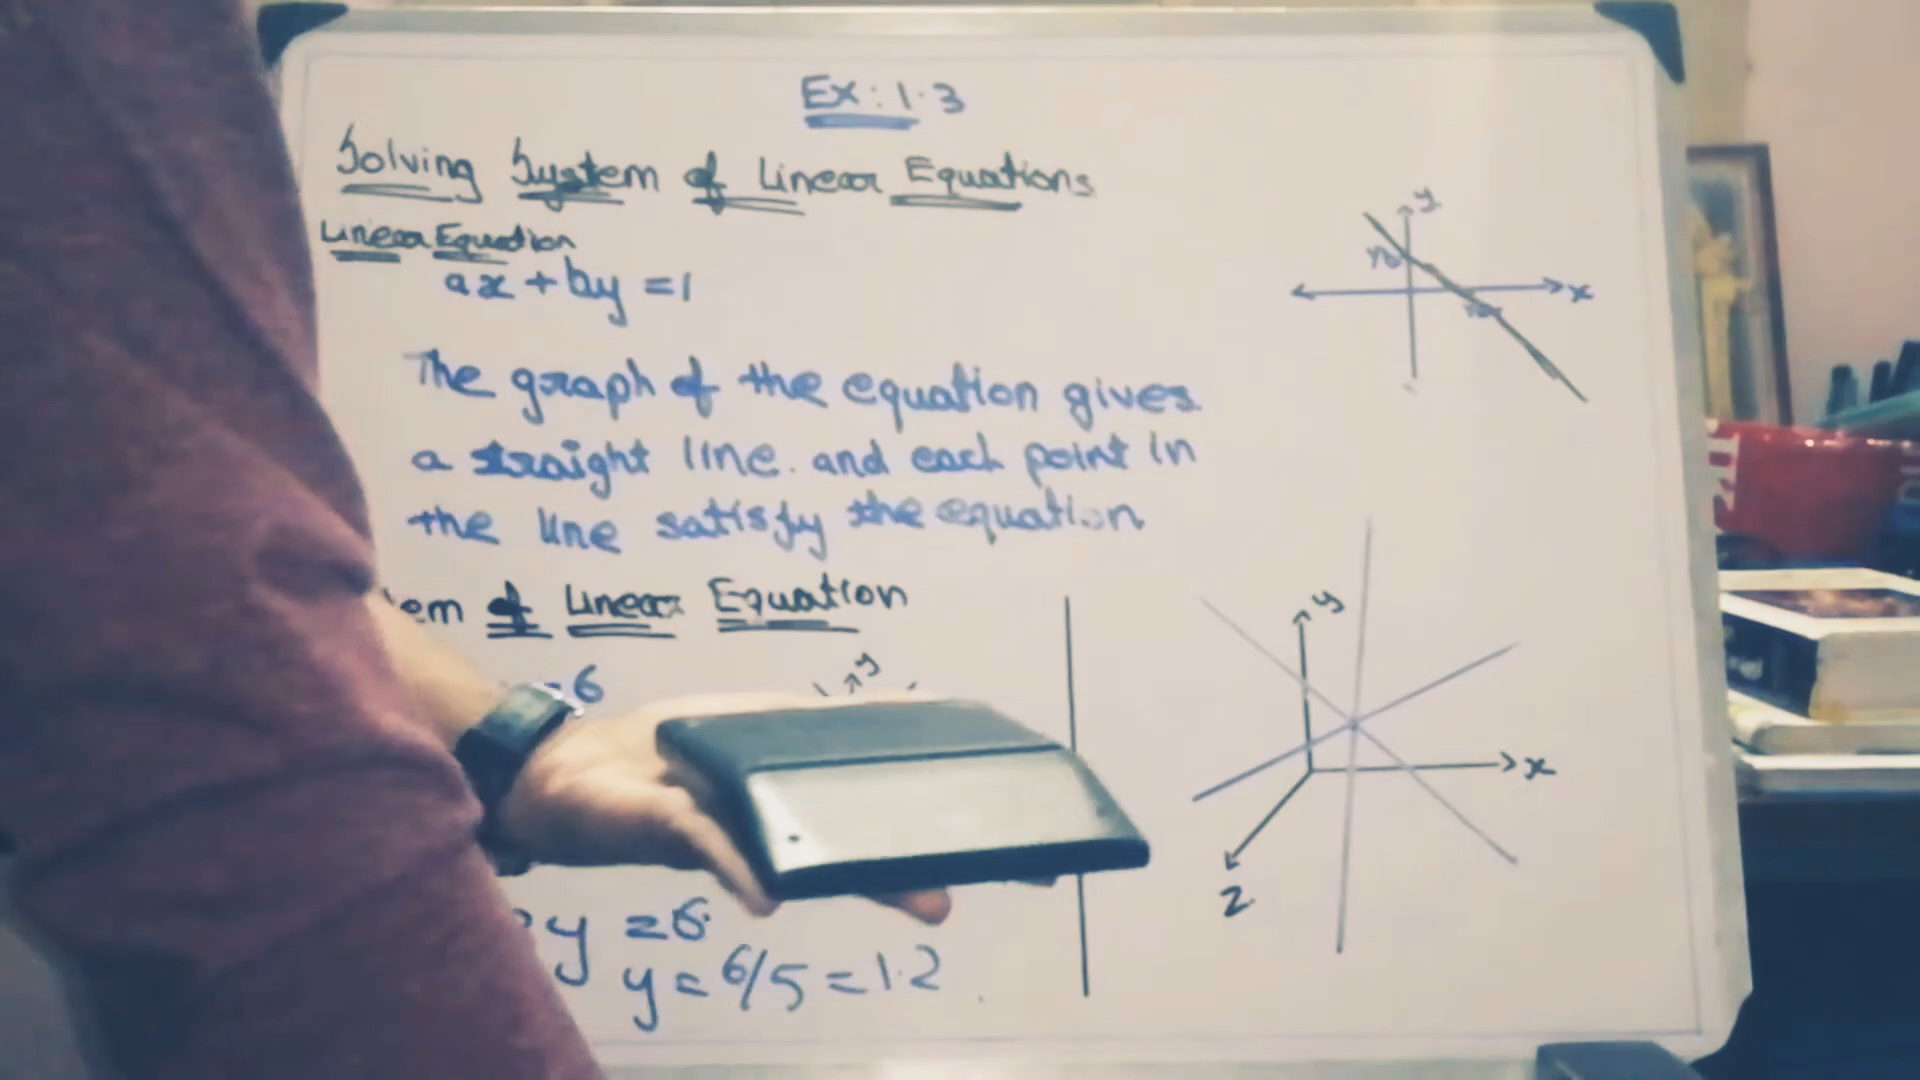 Ex: 1.3
Solving System of Linear Equations
Linear Equation
ax + by = 1
The graph of the equation gives
a straight line. and each point in
the line satisfy the equation
em of Linear Equation
= 6
y
y = 6
y = 6/5 = 1.2
y
x
y
x
Z